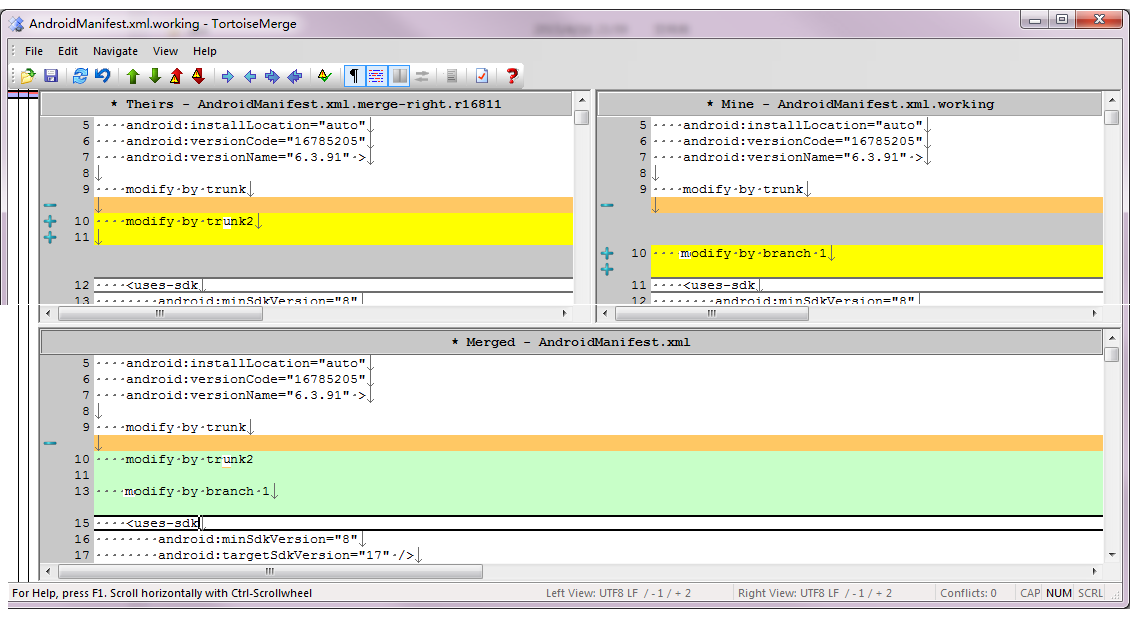 AndroidManifest.xml.working - TortoiseMerge
File Edit Navigate View Help
* Theirs - AndroidManifest.xml.merge-right.r16811
5 ····android:installLocation="auto"↓
6 ····android:versionCode="16785205"↓
7 ····android:versionName="6.3.91"·>↓
8 ↓
9 ····modify·by·trunk↓
↓
10 ····modify·by·trunk2↓
11 ↓
12 ····<uses-sdk↓
13 ········android:minSdkVersion="8"↓
* Mine - AndroidManifest.xml.working
5 ····android:installLocation="auto"↓
6 ····android:versionCode="16785205"↓
7 ····android:versionName="6.3.91"·>↓
8 ↓
9 ····modify·by·trunk↓
↓
10 ····modify·by·branch·1↓
11 ····<uses-sdk↓
12 ········android:minSdkVersion="8"↓
* Merged - AndroidManifest.xml
5 ····android:installLocation="auto"↓
6 ····android:versionCode="16785205"↓
7 ····android:versionName="6.3.91"·>↓
8 ↓
9 ····modify·by·trunk↓
↓
10 ····modify·by·trunk2
11
13 ····modify·by·branch·1↓
15 ····<uses-sdk↓
16 ········android:minSdkVersion="8"↓
17 ········android:targetSdkVersion="17"·/>↓
For Help, press F1. Scroll horizontally with Ctrl-Scrollwheel Left View: UTF8 LF / -1 / + 2 Right View: UTF8 LF / -1 / + 2 Conflicts: 0 CAP NUM SCRL